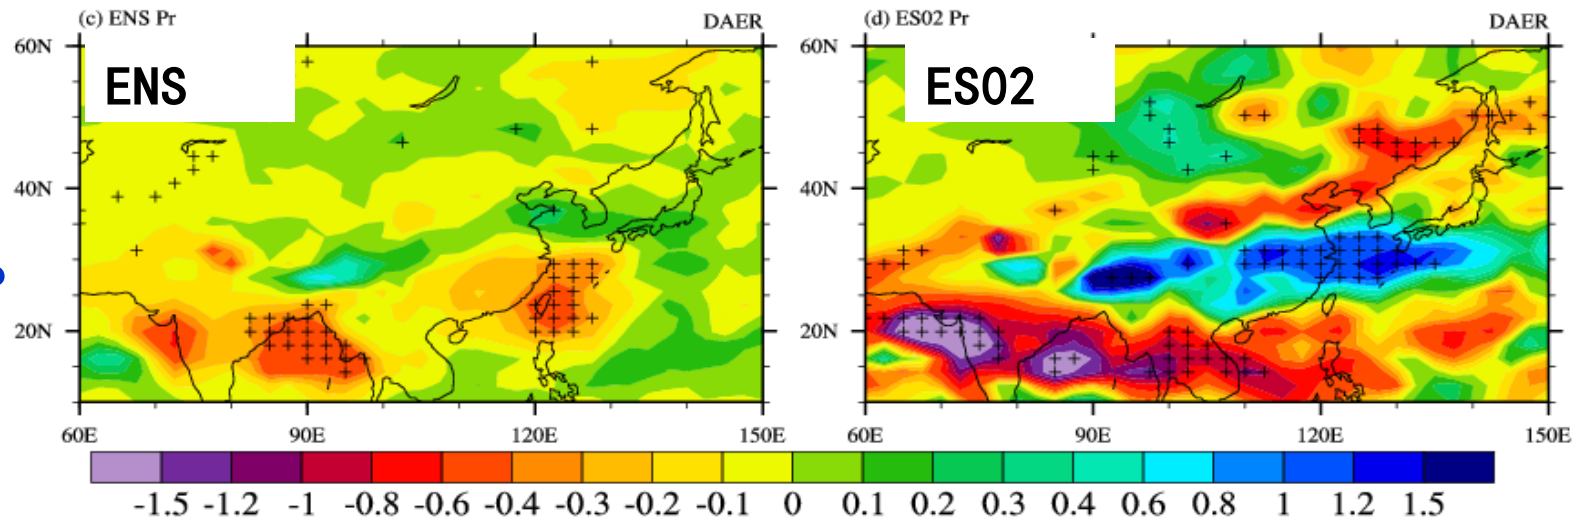 (c) ENS Pr DAER
ENS
60N
40N
20N
60E 90E 120E 150E
(d) ES02 Pr DAER
ES02
60N
40N
20N
60E 90E 120E 150E
-1.5 -1.2 -1 -0.8 -0.6 -0.4 -0.3 -0.2 -0.1 0 0.1 0.2 0.3 0.4 0.6 0.8 1 1.2 1.5